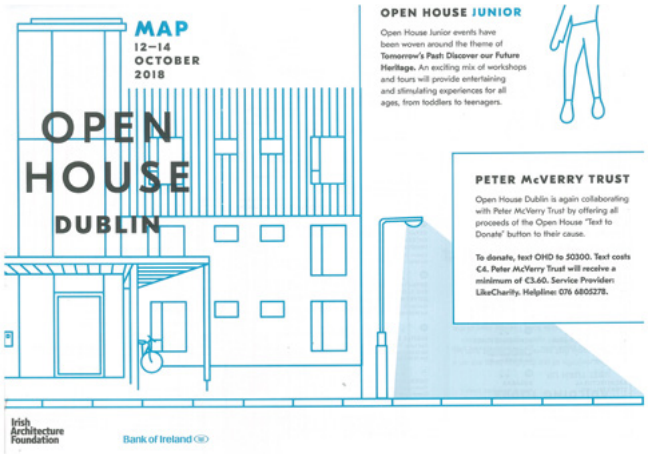 MAP
12–14
OCTOBER
2018
OPEN
HOUSE
DUBLIN
OPEN HOUSE JUNIOR
Open House Junior events have
been woven around the theme of
Tomorrow's Past: Discover our Future
Heritage. An exciting mix of workshops
and tours will provide entertaining
and stimulating experiences for all
ages, from toddlers to teenagers.
PETER McVERRY TRUST
Open House Dublin is again collaborating
with Peter McVerry Trust by offering all
proceeds of the Open House "Text to
Donate" button to their cause.
To donate, text OHD to 50300. Text costs
€4. Peter McVerry Trust will receive a
minimum of €3.60. Service Provider:
LikeCharity. Helpline: 076 6805278.
Irish
Architecture
Foundation
Bank of Ireland